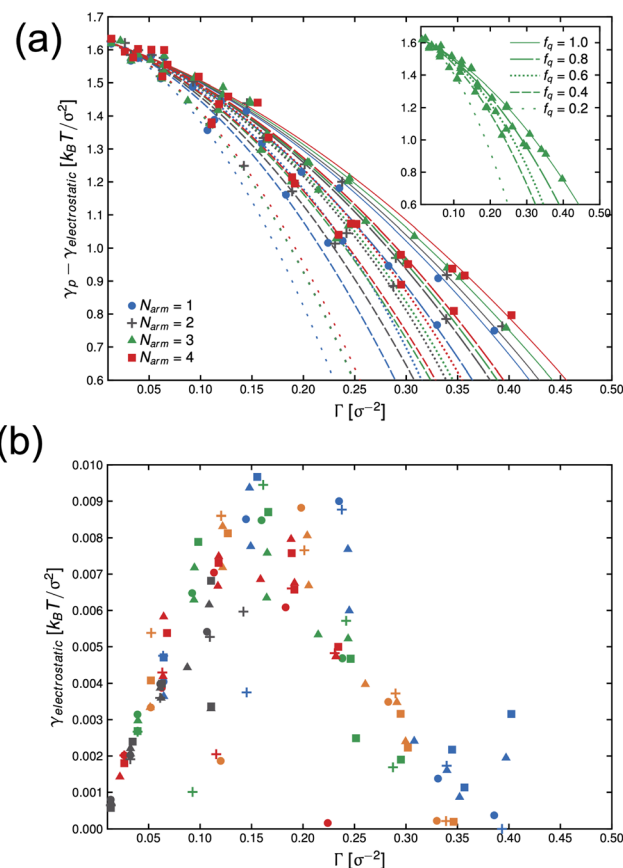 (a)
γp − γelectrostatic [kBT/σ²]
1.7
1.6
1.5
1.4
1.3
1.2
1.1
1.0
0.9
0.8
0.7
0.6
Narm = 1
Narm = 2
Narm = 3
Narm = 4
1.6
1.4
1.2
1.0
0.8
0.6
fq = 1.0
fq = 0.8
fq = 0.6
fq = 0.4
fq = 0.2
0.10 0.20 0.30 0.40 0.50
0.05 0.10 0.15 0.20 0.25 0.30 0.35 0.40 0.45 0.50
Γ [σ⁻²]
(b)
γelectrostatic [kBT/σ²]
0.010
0.009
0.008
0.007
0.006
0.005
0.004
0.003
0.002
0.001
0.000
0.05 0.10 0.15 0.20 0.25 0.30 0.35 0.40 0.45 0.50
Γ [σ⁻²]